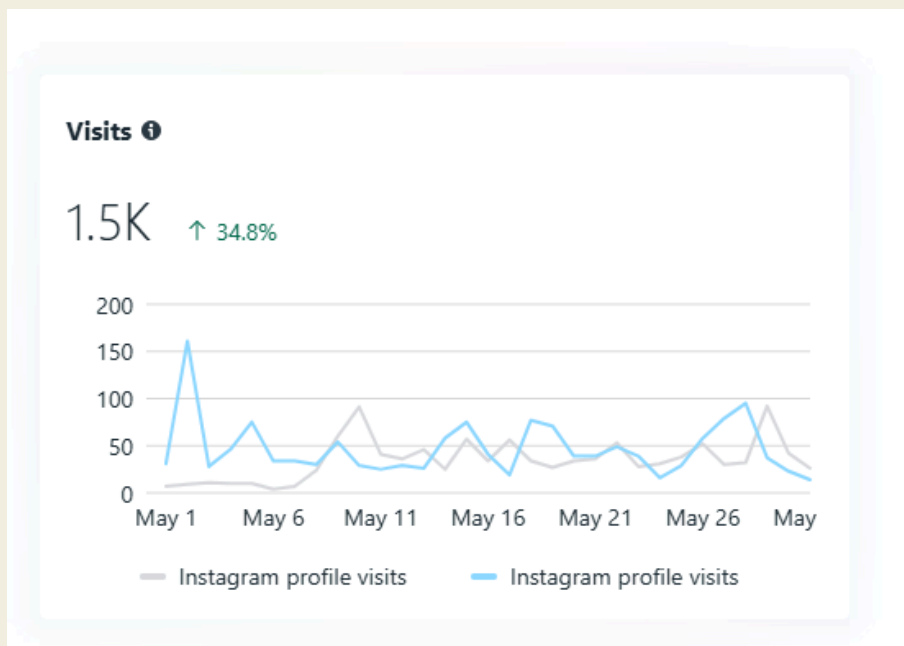 Visits
1.5K ↑ 34.8%
200
150
100
50
0
May 1 May 6 May 11 May 16 May 21 May 26 May
Instagram profile visits Instagram profile visits